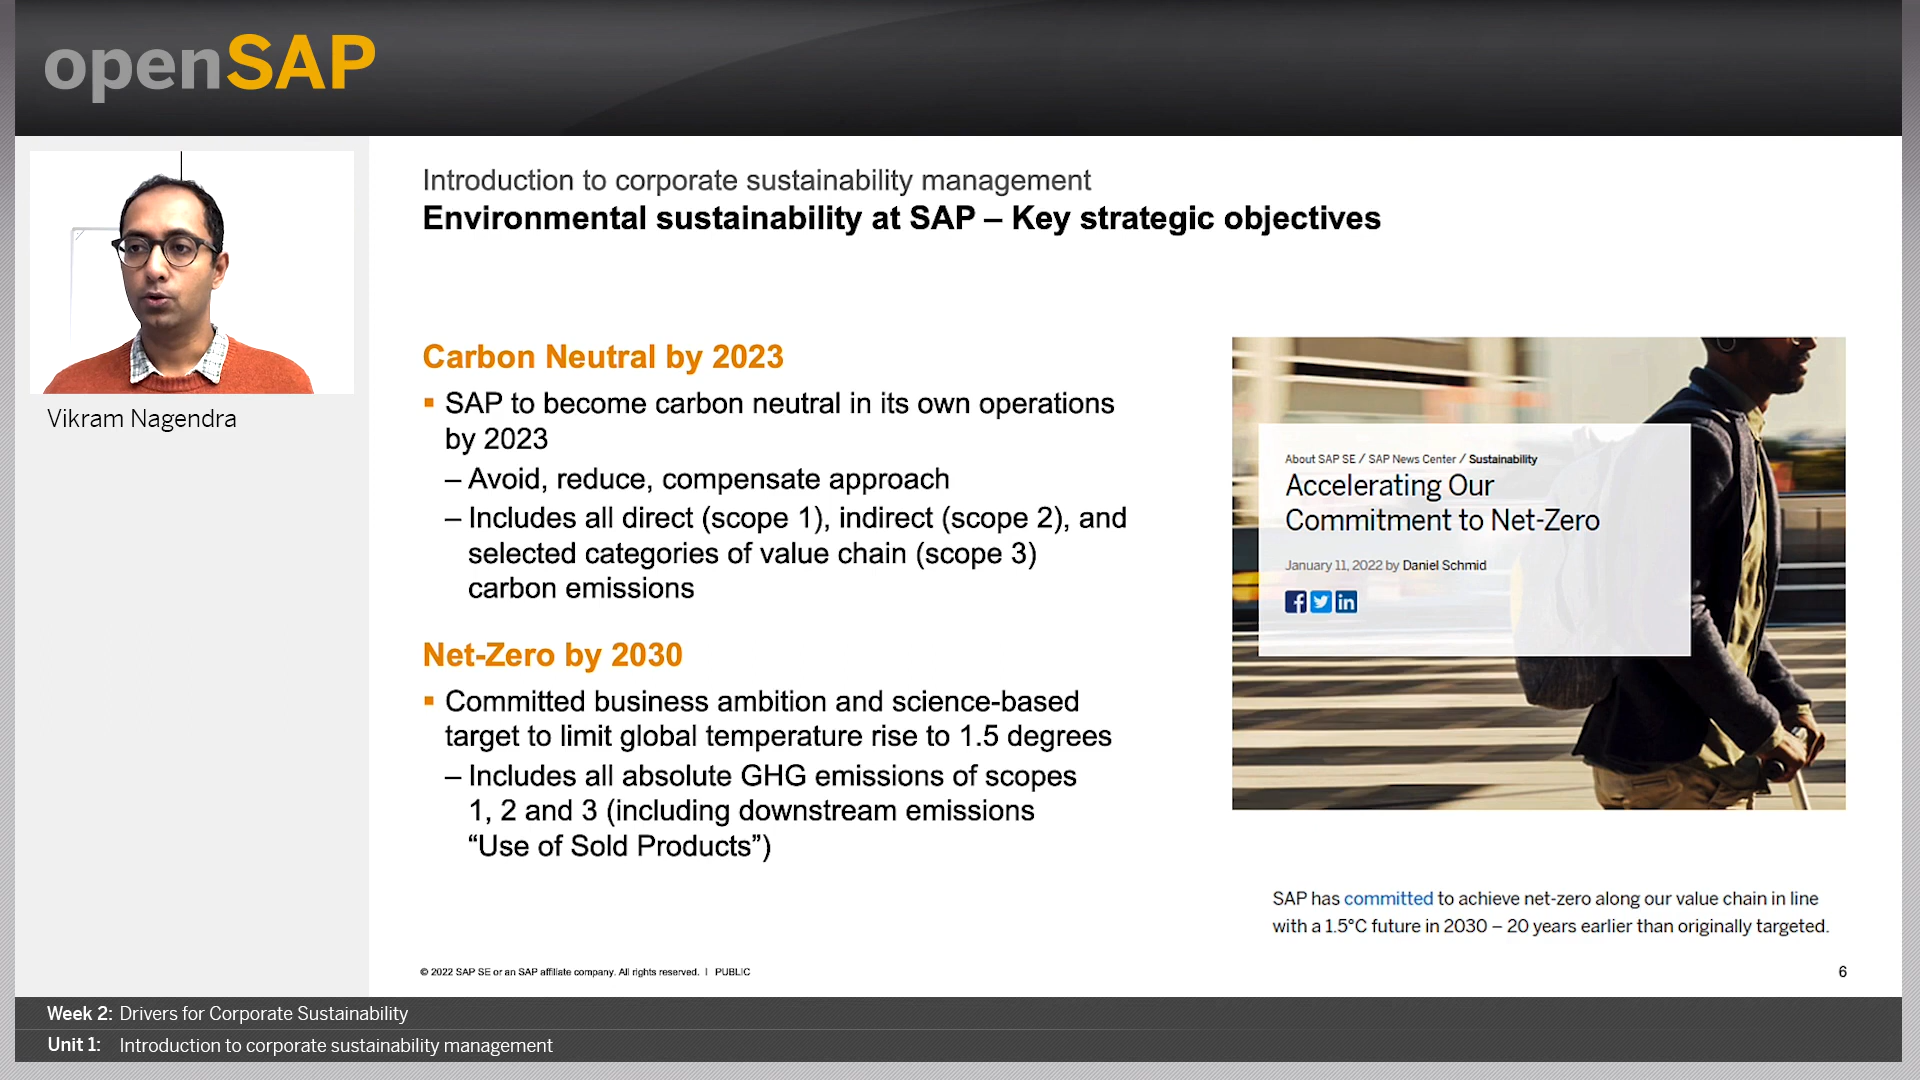 openSAP
Vikram Nagendra
Introduction to corporate sustainability management
Environmental sustainability at SAP – Key strategic objectives
Carbon Neutral by 2023
▪ SAP to become carbon neutral in its own operations
by 2023
– Avoid, reduce, compensate approach
– Includes all direct (scope 1), indirect (scope 2), and
selected categories of value chain (scope 3)
carbon emissions
Net-Zero by 2030
▪ Committed business ambition and science-based
target to limit global temperature rise to 1.5 degrees
– Includes all absolute GHG emissions of scopes
1, 2 and 3 (including downstream emissions
“Use of Sold Products”)
About SAP SE / SAP News Center / Sustainability
Accelerating Our
Commitment to Net-Zero
January 11, 2022 by Daniel Schmid
SAP has committed to achieve net-zero along our value chain in line
with a 1.5°C future in 2030 – 20 years earlier than originally targeted.
© 2022 SAP SE or an SAP affiliate company. All rights reserved. | PUBLIC
6
Week 2: Drivers for Corporate Sustainability
Unit 1: Introduction to corporate sustainability management